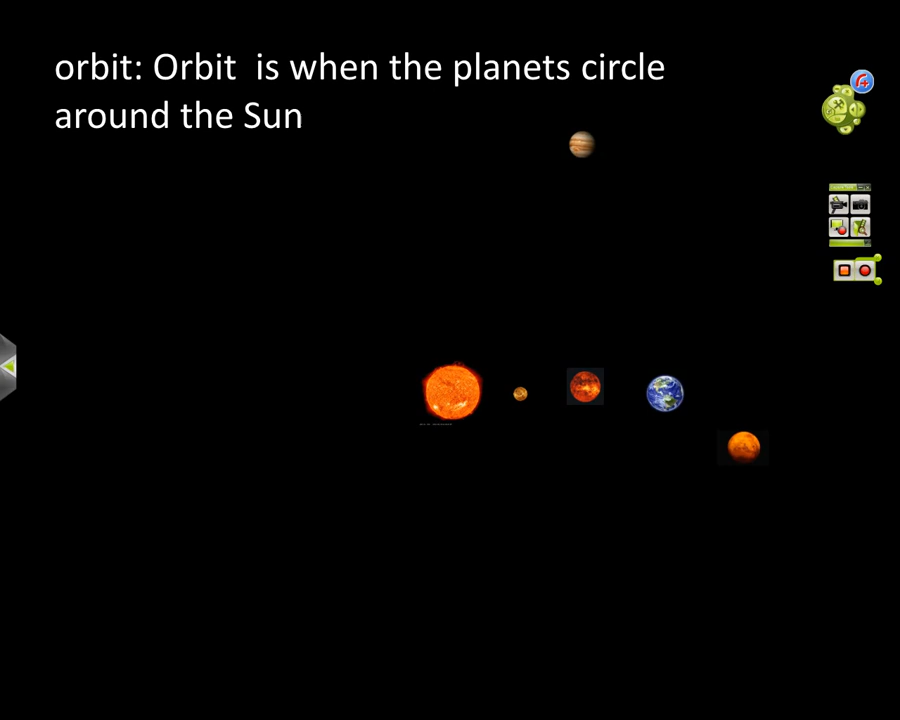 orbit: Orbit  is when the planets circle
around the Sun